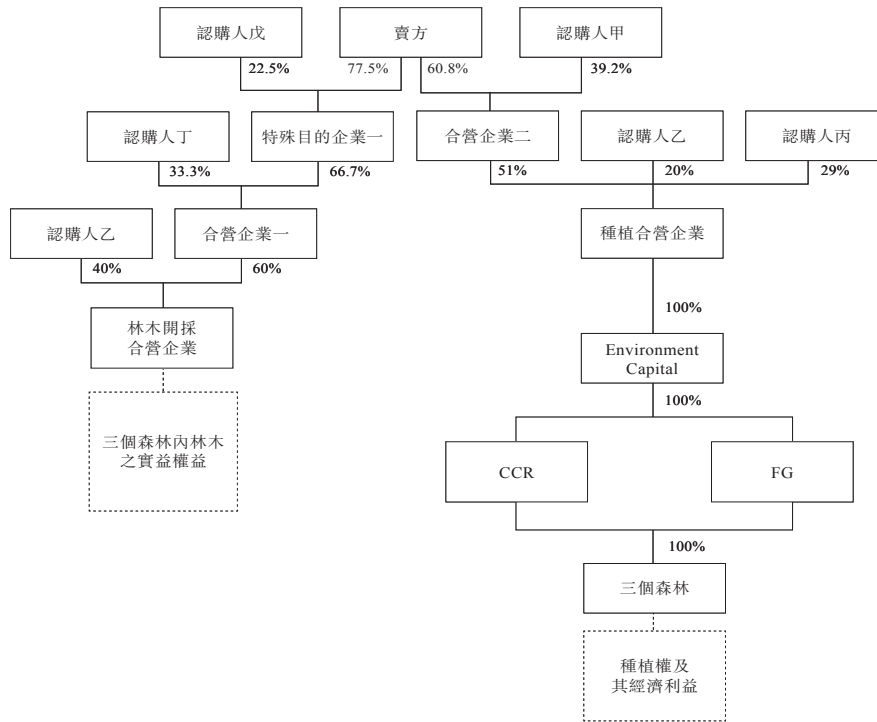 認購人戊
賣方
認購人甲
22.5%
77.5%
60.8%
39.2%
認購人丁
特殊目的企業一
合營企業二
認購人乙
認購人丙
33.3%
66.7%
51%
20%
29%
認購人乙
合營企業一
種植合營企業
40%
60%
100%
林木開採
合營企業
Environment
Capital
100%
三個森林內林木
之實益權益
CCR
FG
100%
三個森林
種植權及
其經濟利益